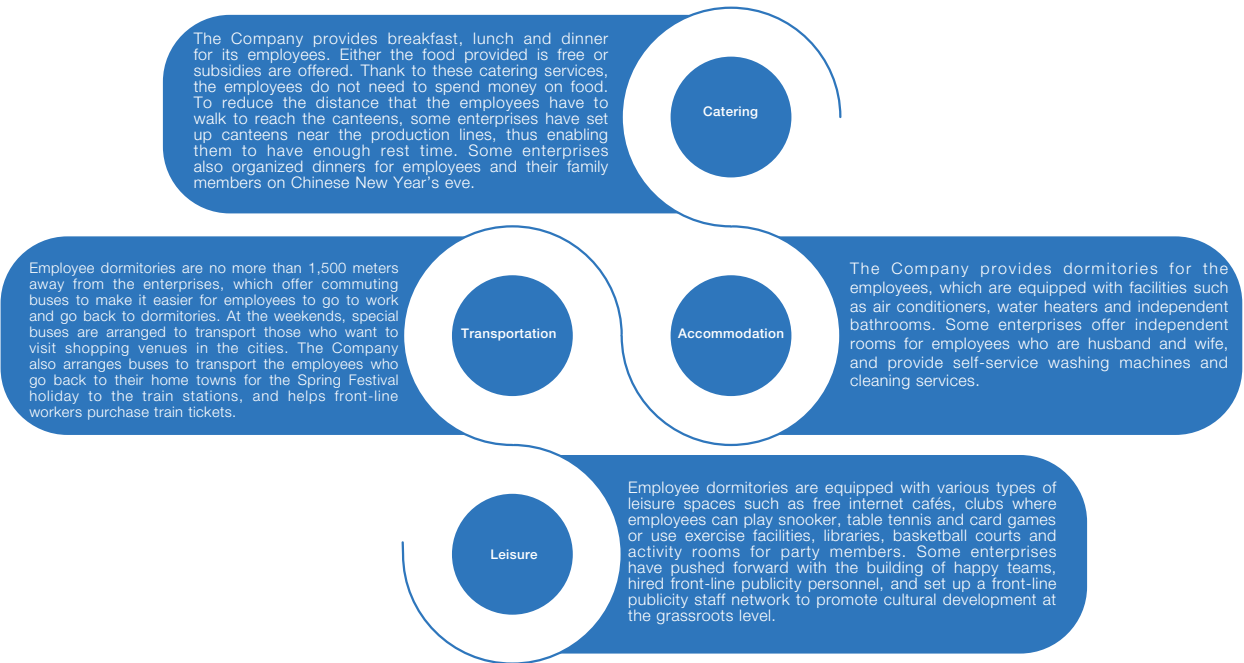 The Company provides breakfast, lunch and dinner
for its employees. Either the food provided is free or
subsidies are offered. Thank to these catering services,
the employees do not need to spend money on food.
To reduce the distance that the employees have to
walk to reach the canteens, some enterprises have set
up canteens near the production lines, thus enabling
them to have enough rest time. Some enterprises
also organized dinners for employees and their family
members on Chinese New Year’s eve.
Catering
Employee dormitories are no more than 1,500 meters
away from the enterprises, which offer commuting
buses to make it easier for employees to go to work
and go back to dormitories. At the weekends, special
buses are arranged to transport those who want to
visit shopping venues in the cities. The Company
also arranges buses to transport the employees who
go back to their home towns for the Spring Festival
holiday to the train stations, and helps front-line
workers purchase train tickets.
Transportation
Accommodation
The Company provides dormitories for the
employees, which are equipped with facilities such
as air conditioners, water heaters and independent
bathrooms. Some enterprises offer independent
rooms for employees who are husband and wife,
and provide self-service washing machines and
cleaning services.
Leisure
Employee dormitories are equipped with various types of
leisure spaces such as free internet cafés, clubs where
employees can play snooker, table tennis and card games
or use exercise facilities, libraries, basketball courts and
activity rooms for party members. Some enterprises
have pushed forward with the building of happy teams,
hired front-line publicity personnel, and set up a front-line
publicity staff network to promote cultural development at
the grassroots level.